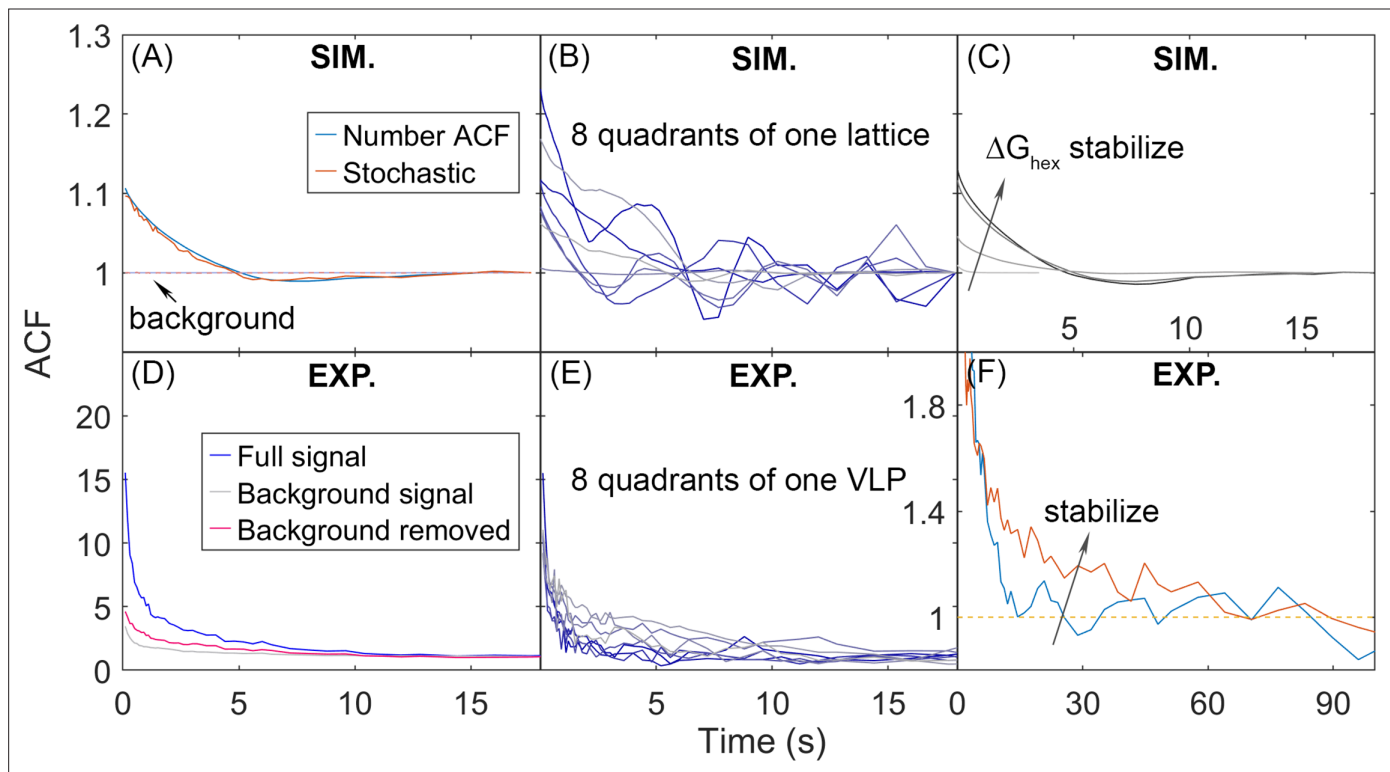 (A) SIM.
(B) SIM.
(C) SIM.
1.3
1.2
1.1
1
Number ACF
Stochastic
background
8 quadrants of one lattice
ΔG_hex stabilize
5 10 15
ACF
(D) EXP.
(E) EXP.
(F) EXP.
20
15
10
5
0
Full signal
Background signal
Background removed
8 quadrants of one VLP
1.8
1.4
1
stabilize
0 5 10 15
5 10 15
0 30 60 90
Time (s)